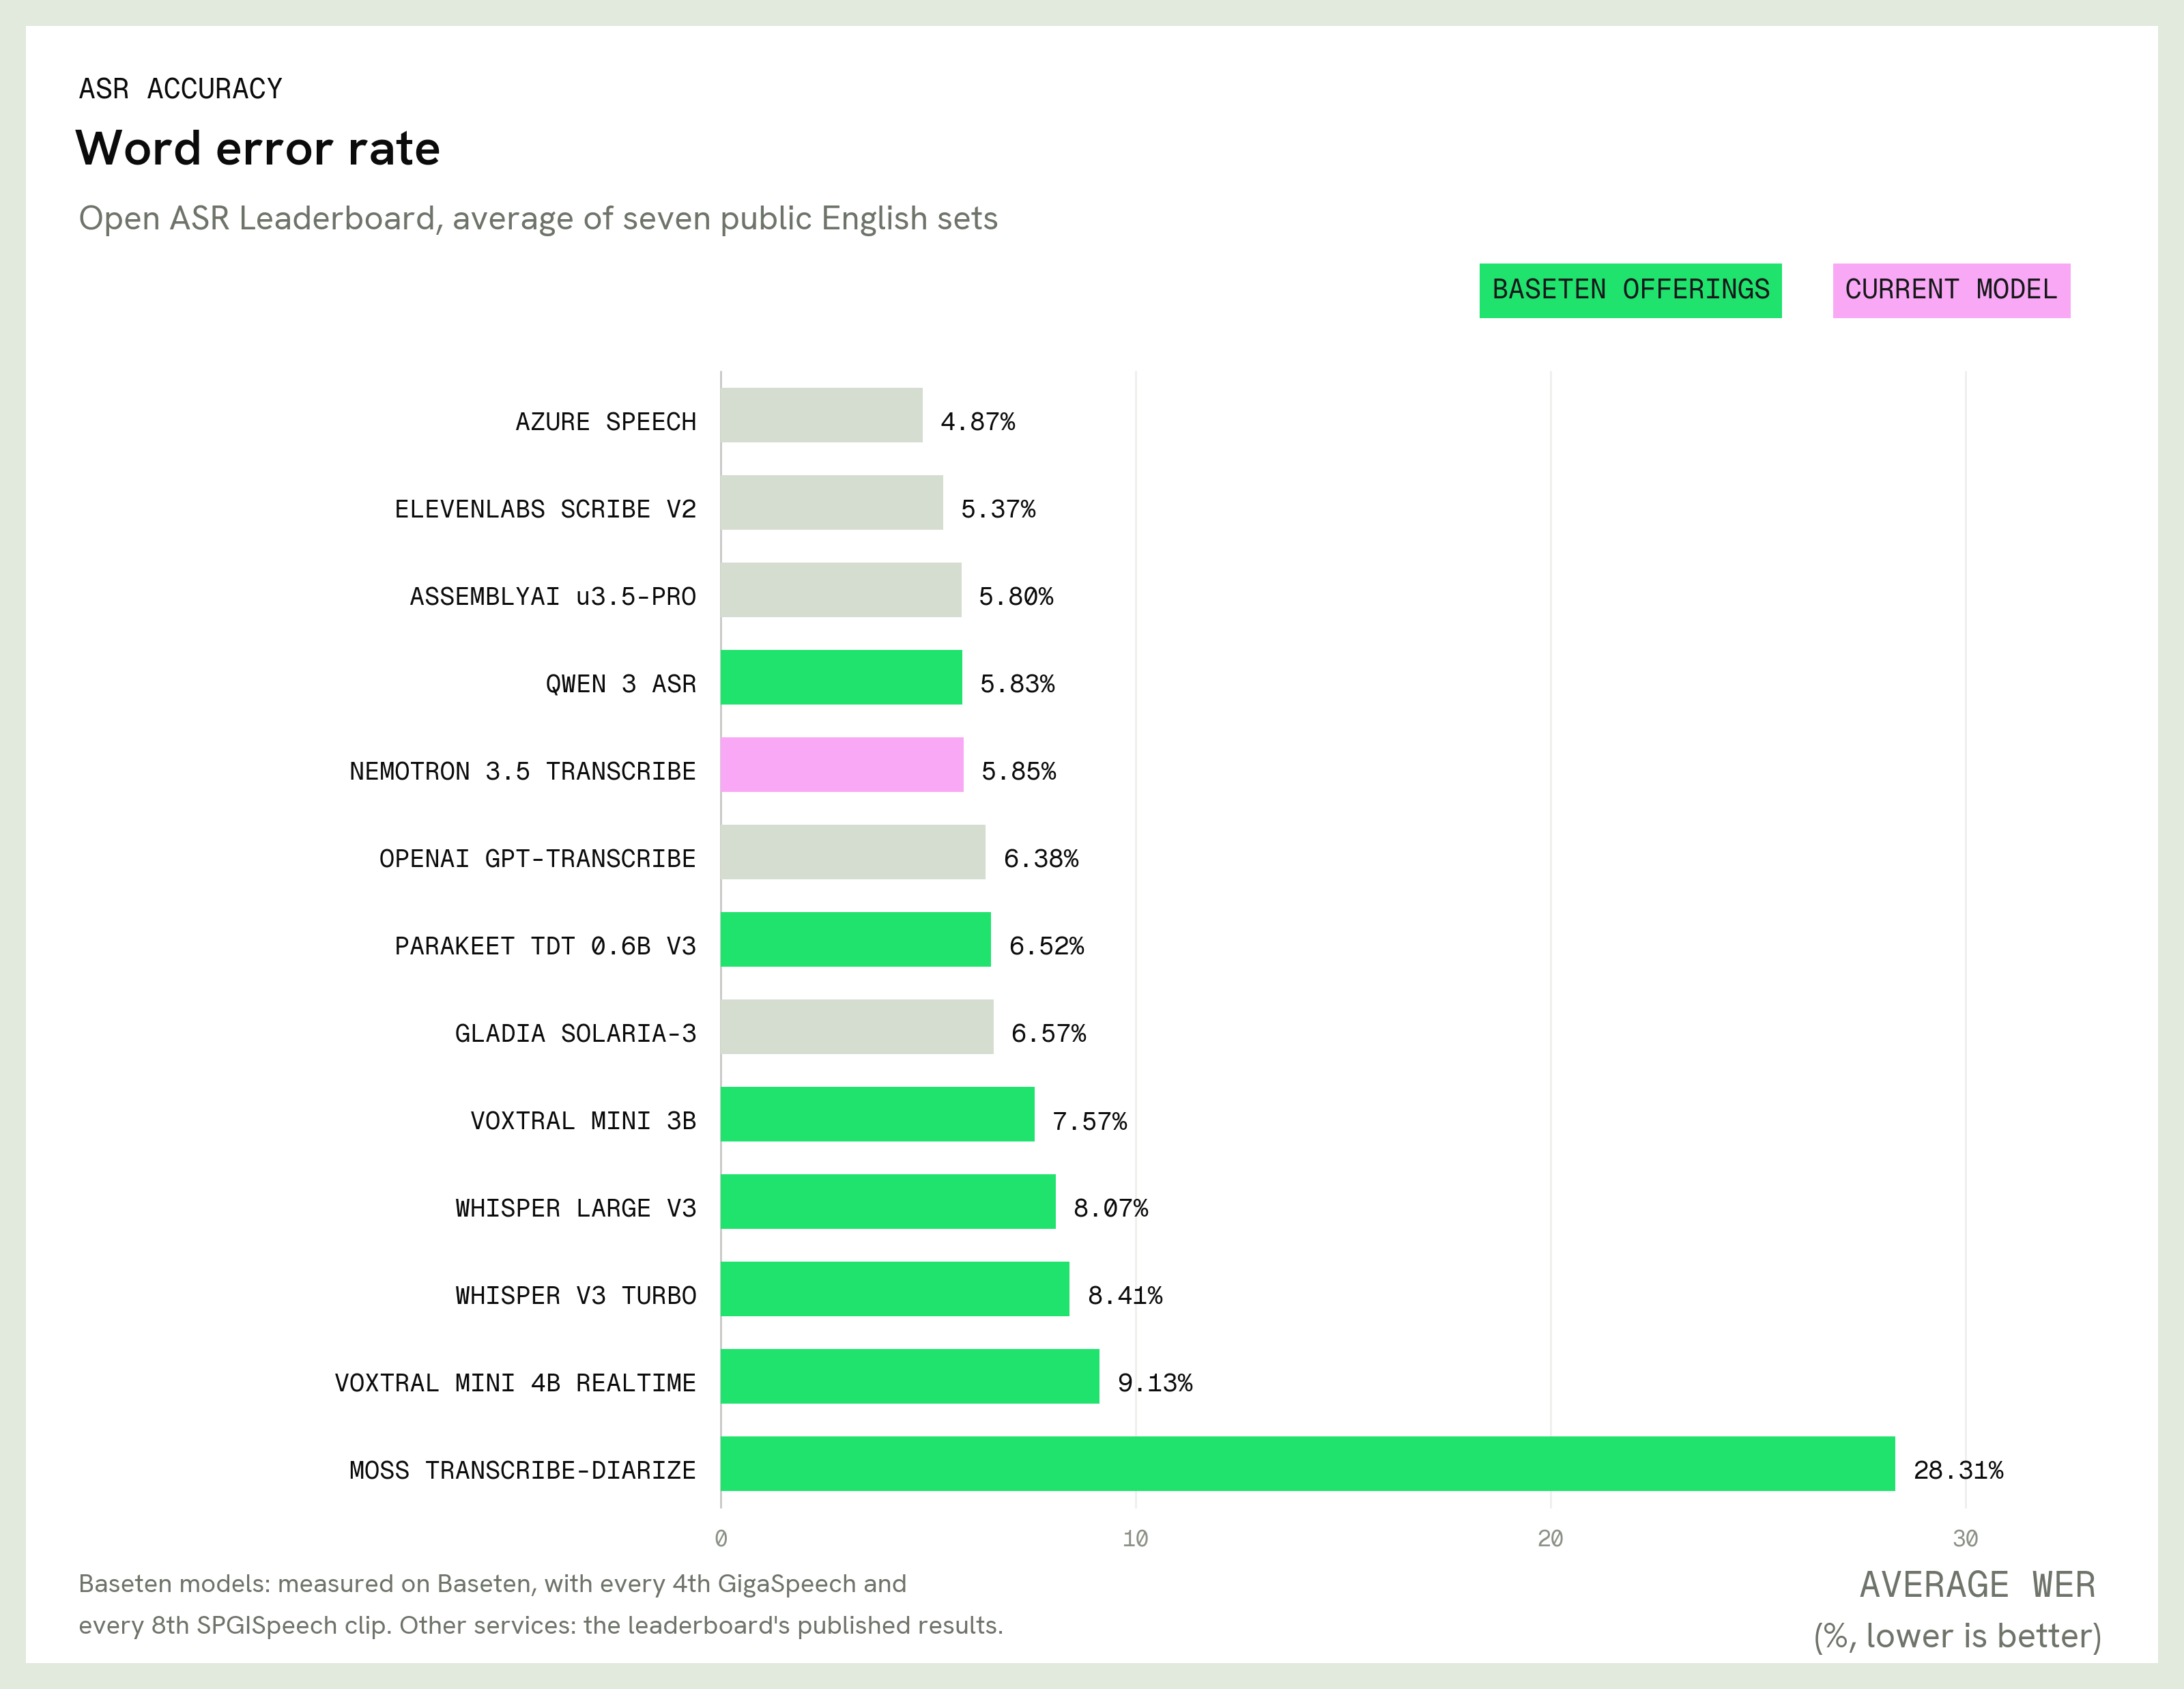 ASR ACCURACY
Word error rate
Open ASR Leaderboard, average of seven public English sets
BASETEN OFFERINGS
CURRENT MODEL
AZURE SPEECH 4.87%
ELEVENLABS SCRIBE V2 5.37%
ASSEMBLYAI u3.5-PRO 5.80%
QWEN 3 ASR 5.83%
NEMOTRON 3.5 TRANSCRIBE 5.85%
OPENAI GPT-TRANSCRIBE 6.38%
PARAKEET TDT 0.6B V3 6.52%
GLADIA SOLARIA-3 6.57%
VOXTRAL MINI 3B 7.57%
WHISPER LARGE V3 8.07%
WHISPER V3 TURBO 8.41%
VOXTRAL MINI 4B REALTIME 9.13%
MOSS TRANSCRIBE-DIARIZE 28.31%
0 10 20 30
Baseten models: measured on Baseten, with every 4th GigaSpeech and
every 8th SPGISpeech clip. Other services: the leaderboard's published results.
AVERAGE WER
(%, lower is better)